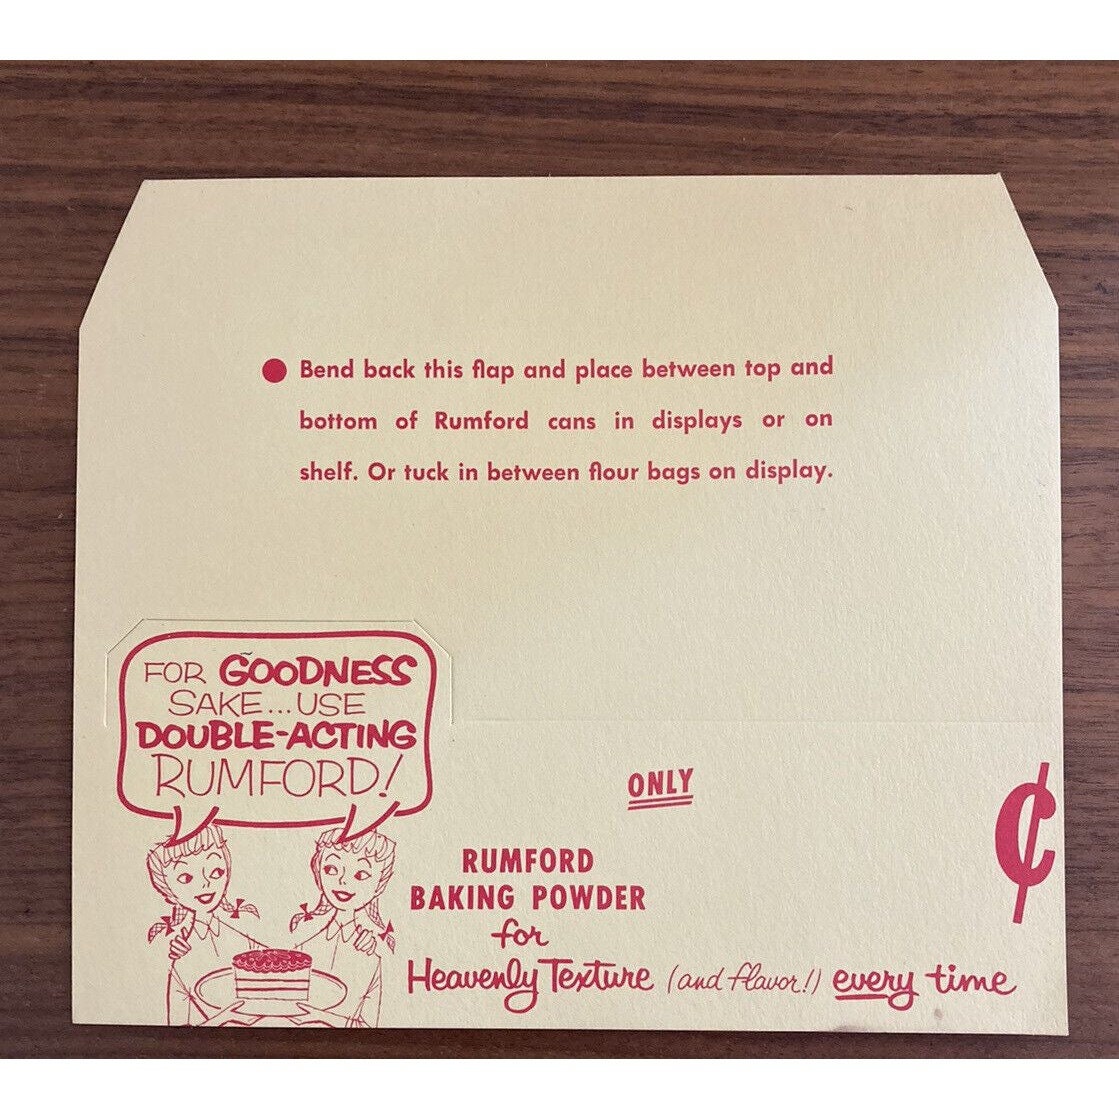 ● Bend back this flap and place between top and
bottom of Rumford cans in displays or on
shelf. Or tuck in between flour bags on display.
FOR GOODNESS
SAKE...USE
DOUBLE-ACTING
RUMFORD!
ONLY
¢
RUMFORD
BAKING POWDER
for
Heavenly Texture (and flavor!) every time